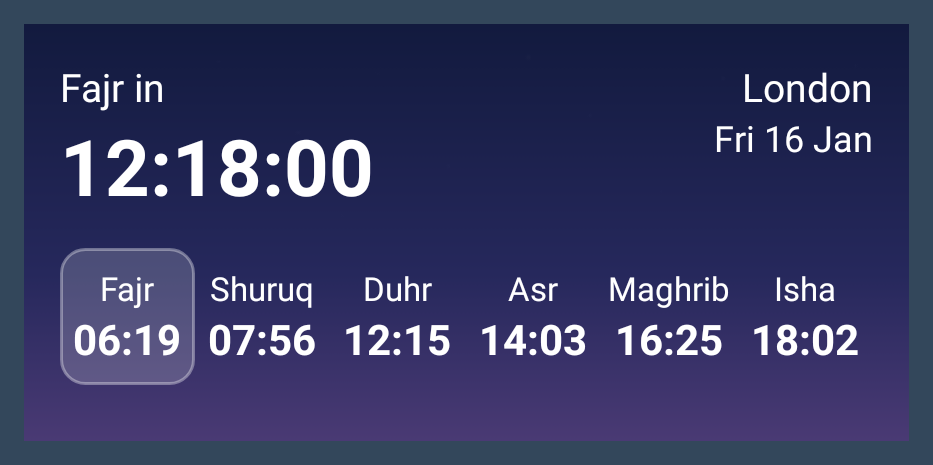 Fajr in
London
12:18:00
Fri 16 Jan
Fajr Shuruq Duhr Asr Maghrib Isha
06:19 07:56 12:15 14:03 16:25 18:02